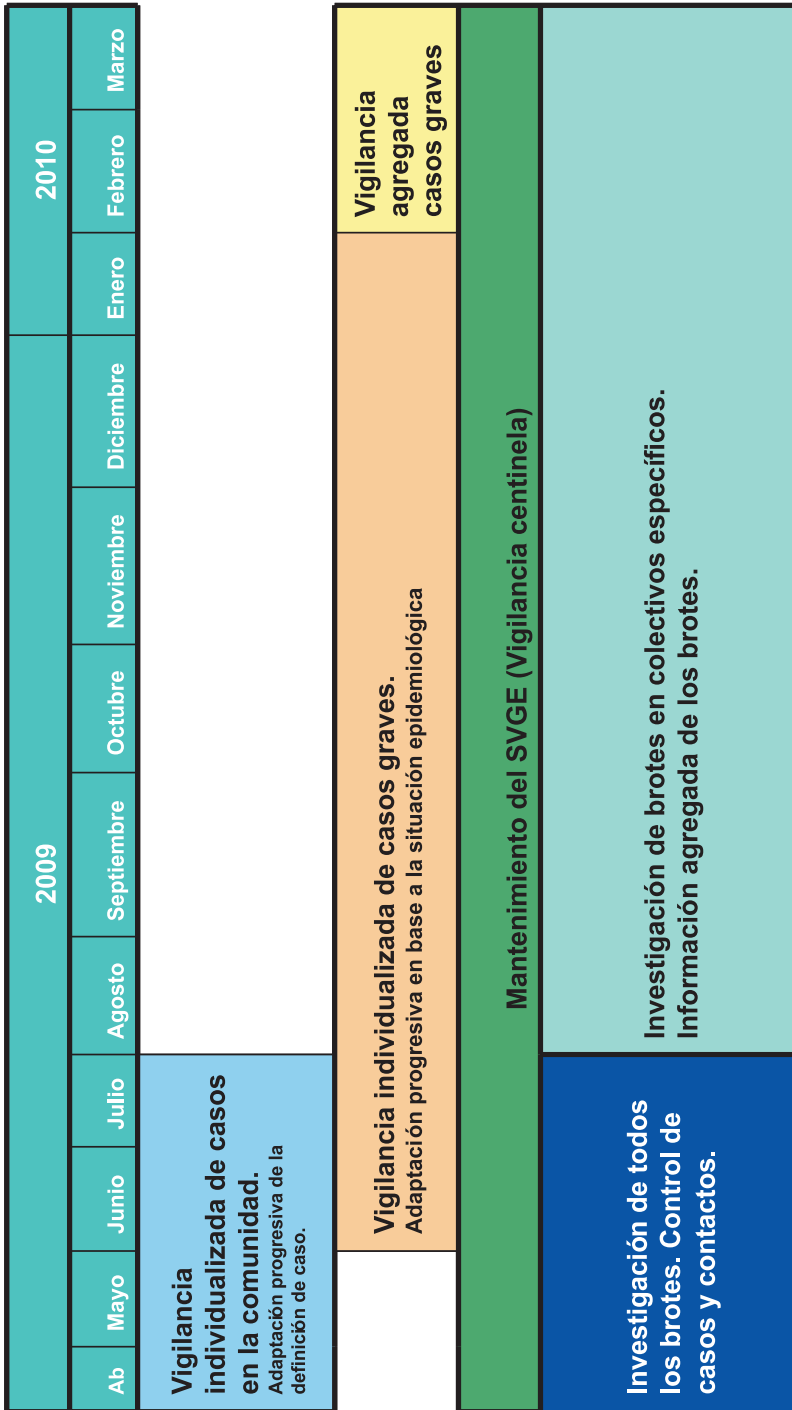 2009
2010
Ab
Mayo
Junio
Julio
Agosto
Septiembre
Octubre
Noviembre
Diciembre
Enero
Febrero
Marzo
Vigilancia
individualizada de casos
en la comunidad.
Adaptación progresiva de la
definición de caso.
Vigilancia individualizada de casos graves.
Adaptación progresiva en base a la situación epidemiológica
Vigilancia
agregada
casos graves
Mantenimiento del SVGE (Vigilancia centinela)
Investigación de todos
los brotes. Control de
casos y contactos.
Investigación de brotes en colectivos específicos.
Información agregada de los brotes.